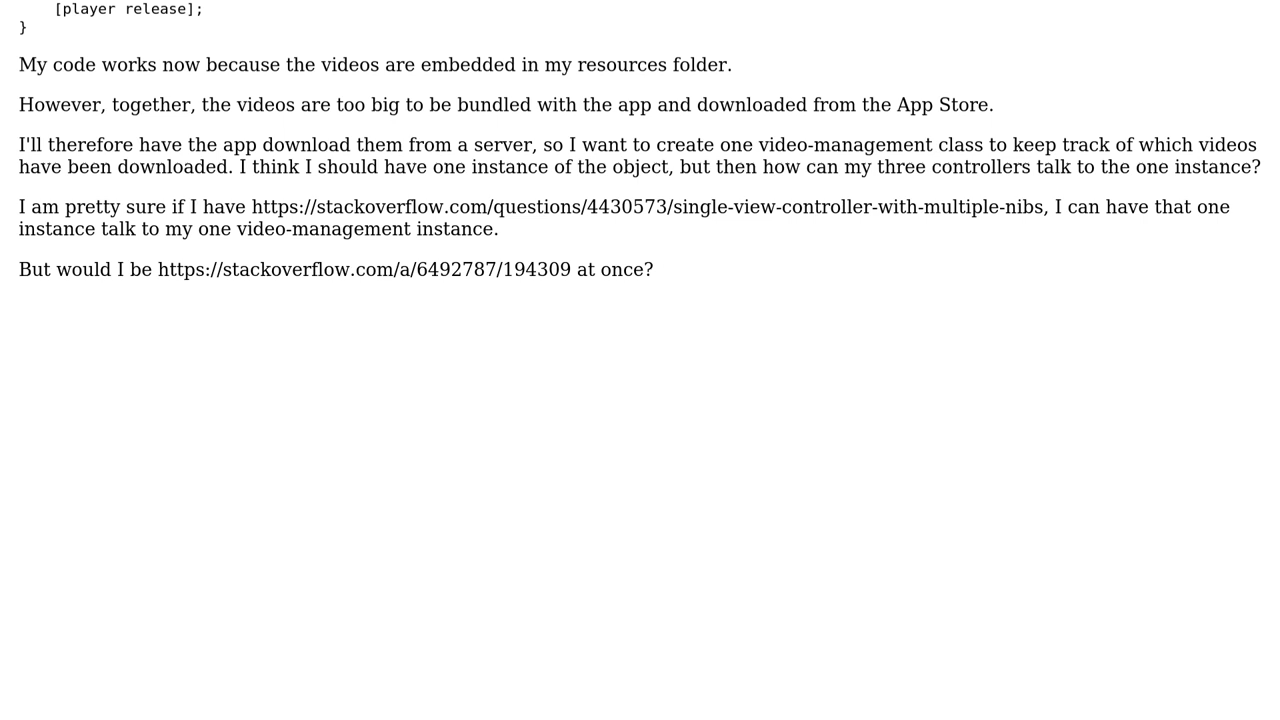 [player release];
}
My code works now because the videos are embedded in my resources folder.
However, together, the videos are too big to be bundled with the app and downloaded from the App Store.
I'll therefore have the app download them from a server, so I want to create one video-management class to keep track of which videos
have been downloaded. I think I should have one instance of the object, but then how can my three controllers talk to the one instance?
I am pretty sure if I have https://stackoverflow.com/questions/4430573/single-view-controller-with-multiple-nibs, I can have that one
instance talk to my one video-management instance.
But would I be https://stackoverflow.com/a/6492787/194309 at once?